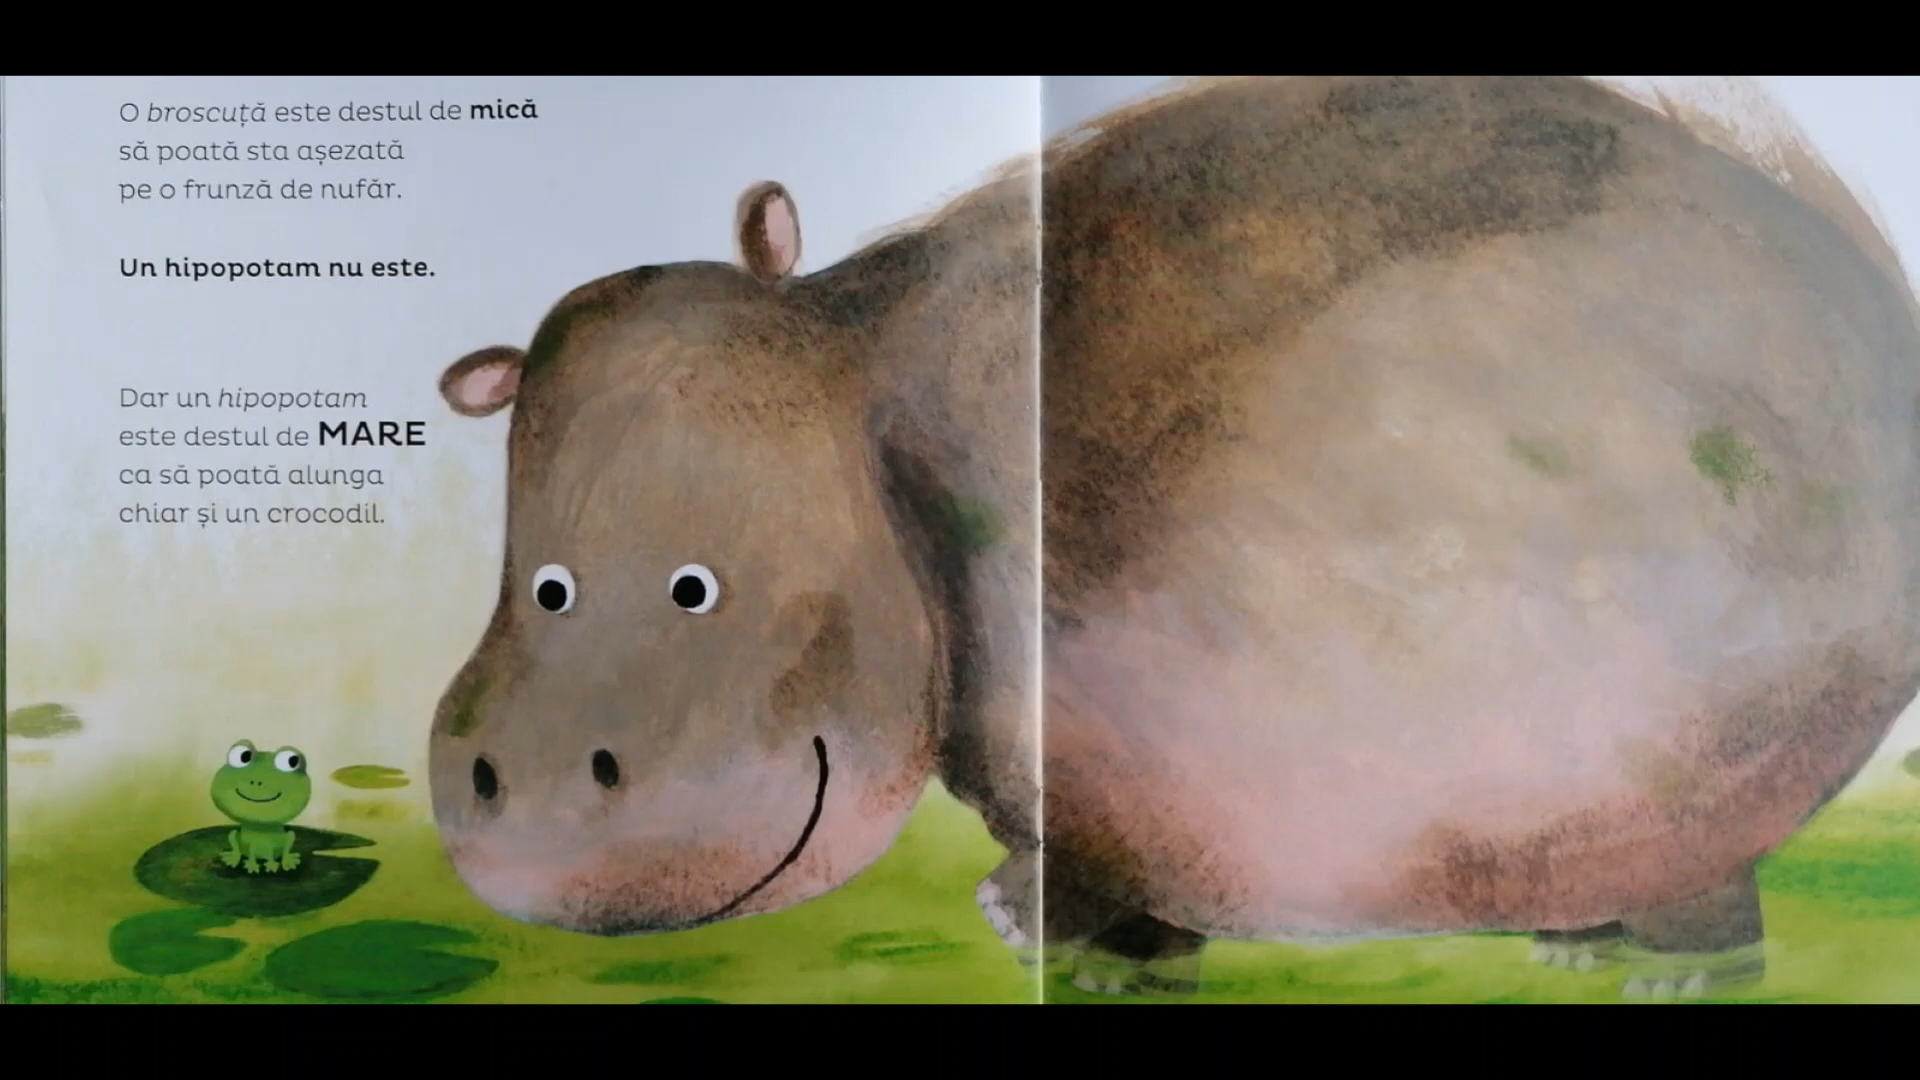 O broscuță este destul de mică
să poată sta așezată
pe o frunză de nufăr.
Un hipopotam nu este.
Dar un hipopotam
este destul de MARE
ca să poată alunga
chiar și un crocodil.